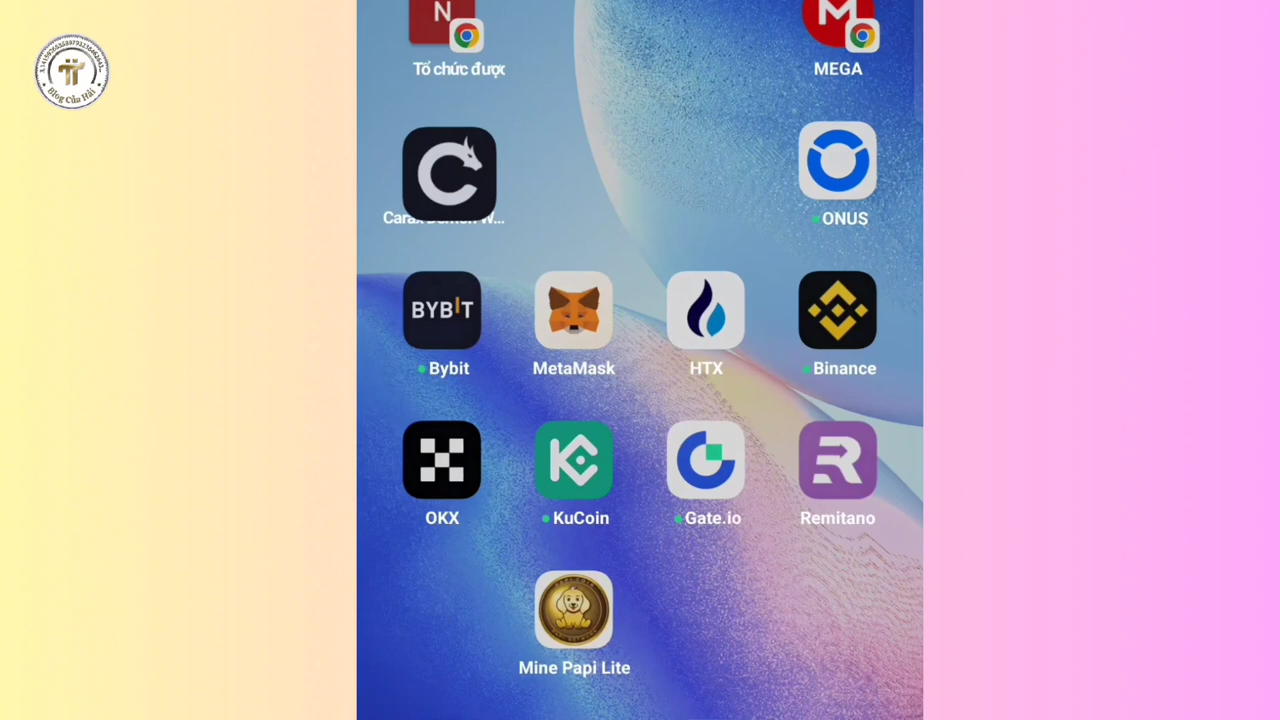 N
M
Tổ chức được
MEGA
Blog Của Hải
ONUS
BYBIT
Bybit
MetaMask
HTX
Binance
OKX
KuCoin
Gate.io
Remitano
Mine Papi Lite